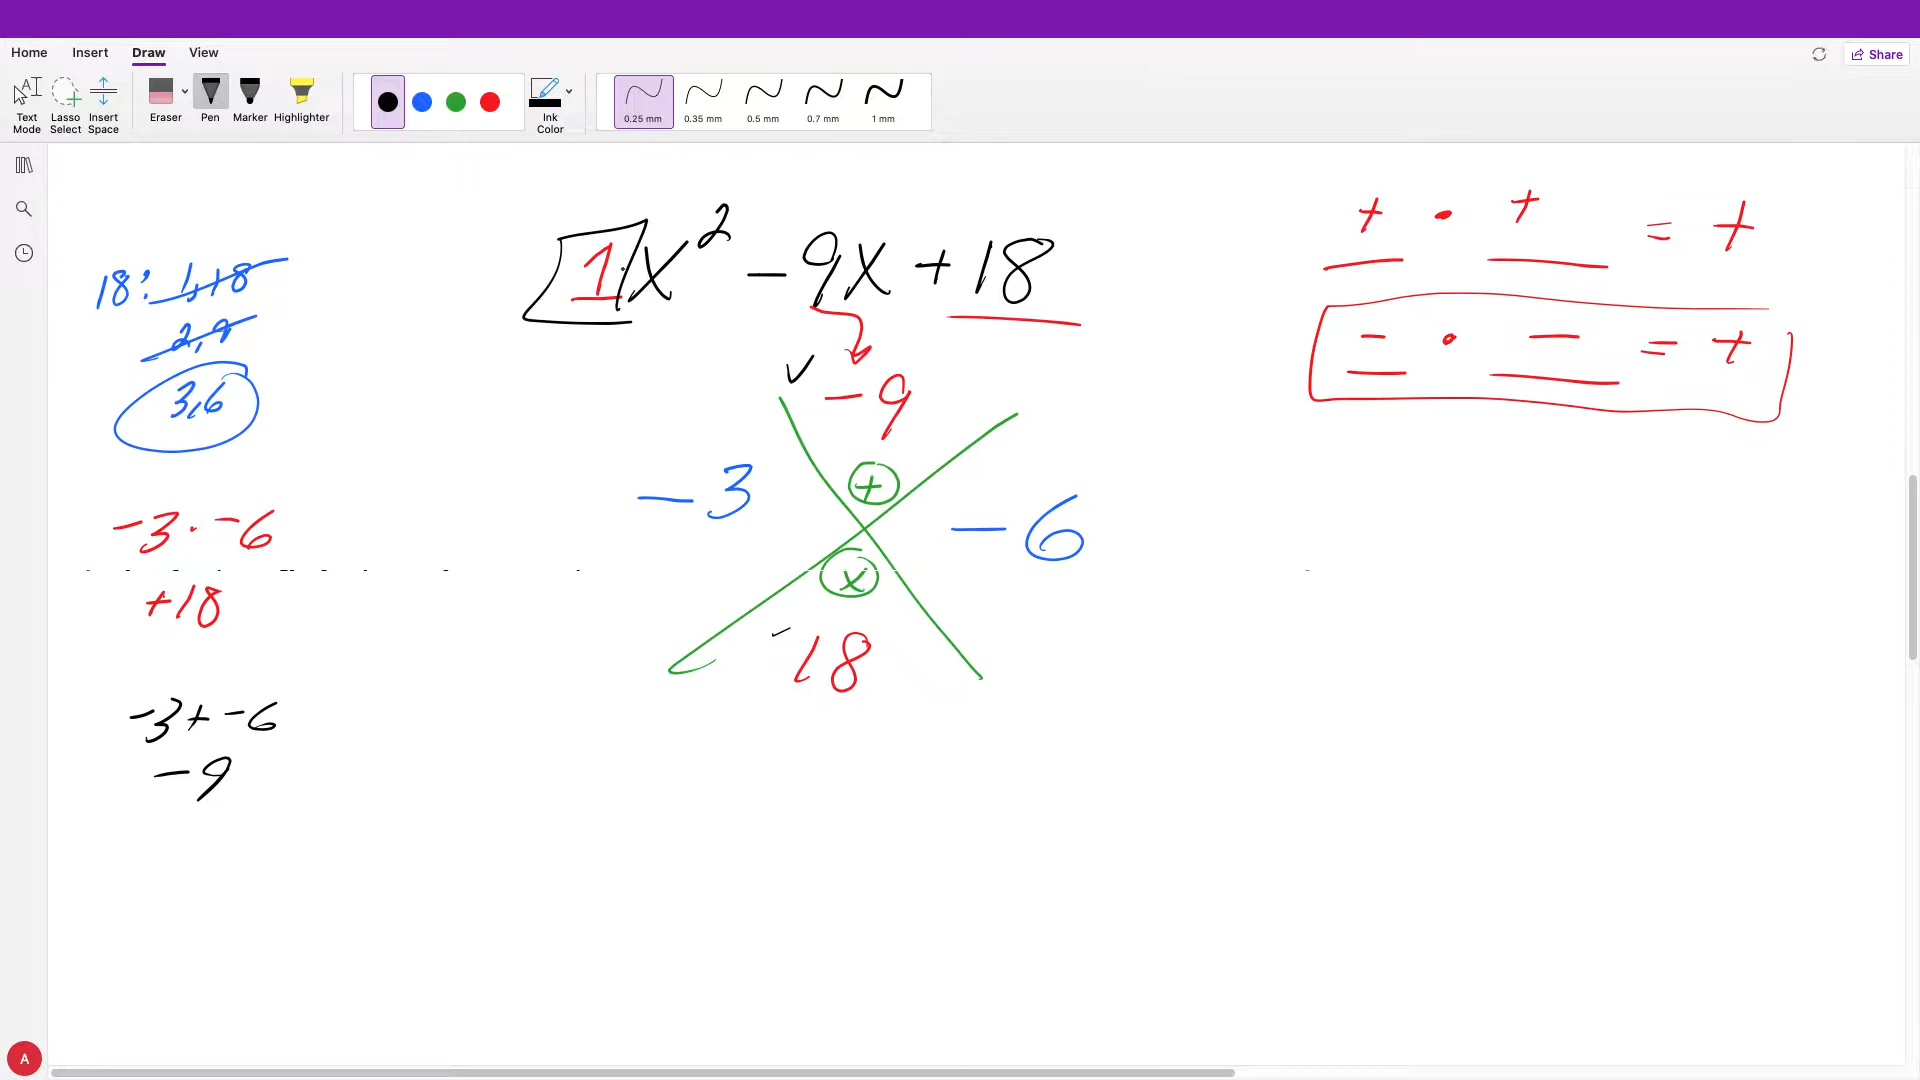 Home Insert Draw View
Share
Text Mode
Lasso Select
Insert Space
Eraser
Pen
Marker
Highlighter
Ink Color
0.25 mm
0.35 mm
0.5 mm
0.7 mm
1 mm
1x² - 9x + 18
+ · + = +
- · - = +
18: 1,18
2,9
3,6
-9
+
-3
-6
x
18
-3 · -6
+18
-3 + -6
-9
A